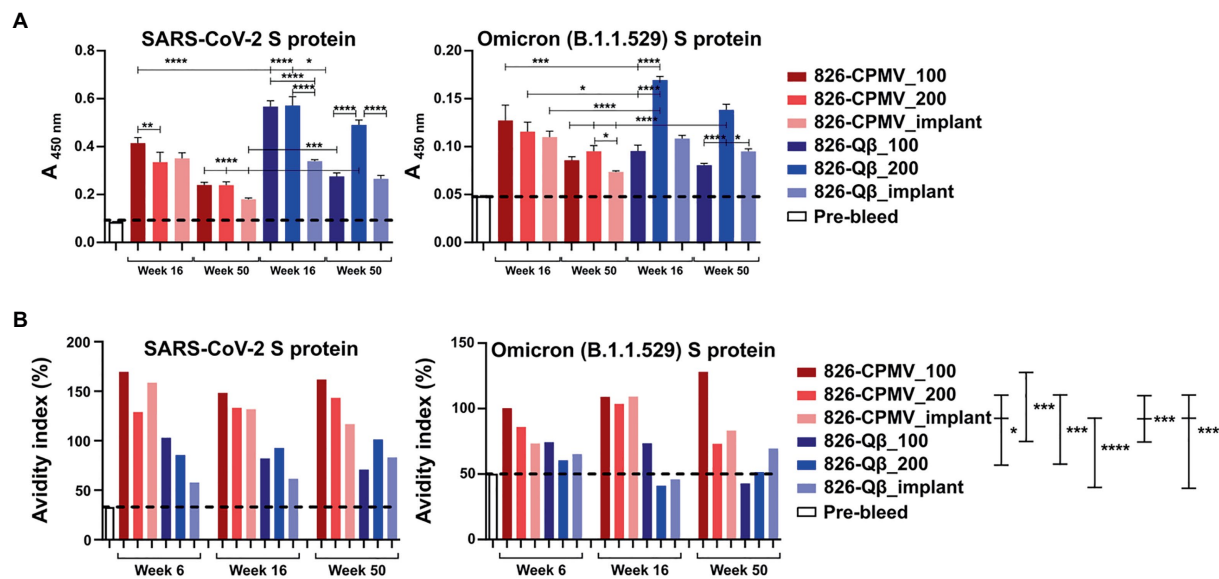 A
SARS-CoV-2 S protein
A 450 nm
0.8
0.6
0.4
0.2
0.0
**** **** *
****
****
**** ****
**
***
****
Week 16 Week 50 Week 16 Week 50
Omicron (B.1.1.529) S protein
A 450 nm
0.20
0.15
0.10
0.05
0.00
*** ****
*
****
****
*
**** *
Week 16 Week 50 Week 16 Week 50
826-CPMV_100
826-CPMV_200
826-CPMV_implant
826-Qβ_100
826-Qβ_200
826-Qβ_implant
Pre-bleed
B
SARS-CoV-2 S protein
Avidity index (%)
200
150
100
50
0
Week 6 Week 16 Week 50
Omicron (B.1.1.529) S protein
Avidity index (%)
150
100
50
0
Week 6 Week 16 Week 50
826-CPMV_100
826-CPMV_200
826-CPMV_implant
826-Qβ_100
826-Qβ_200
826-Qβ_implant
Pre-bleed
* *** *** **** *** ***